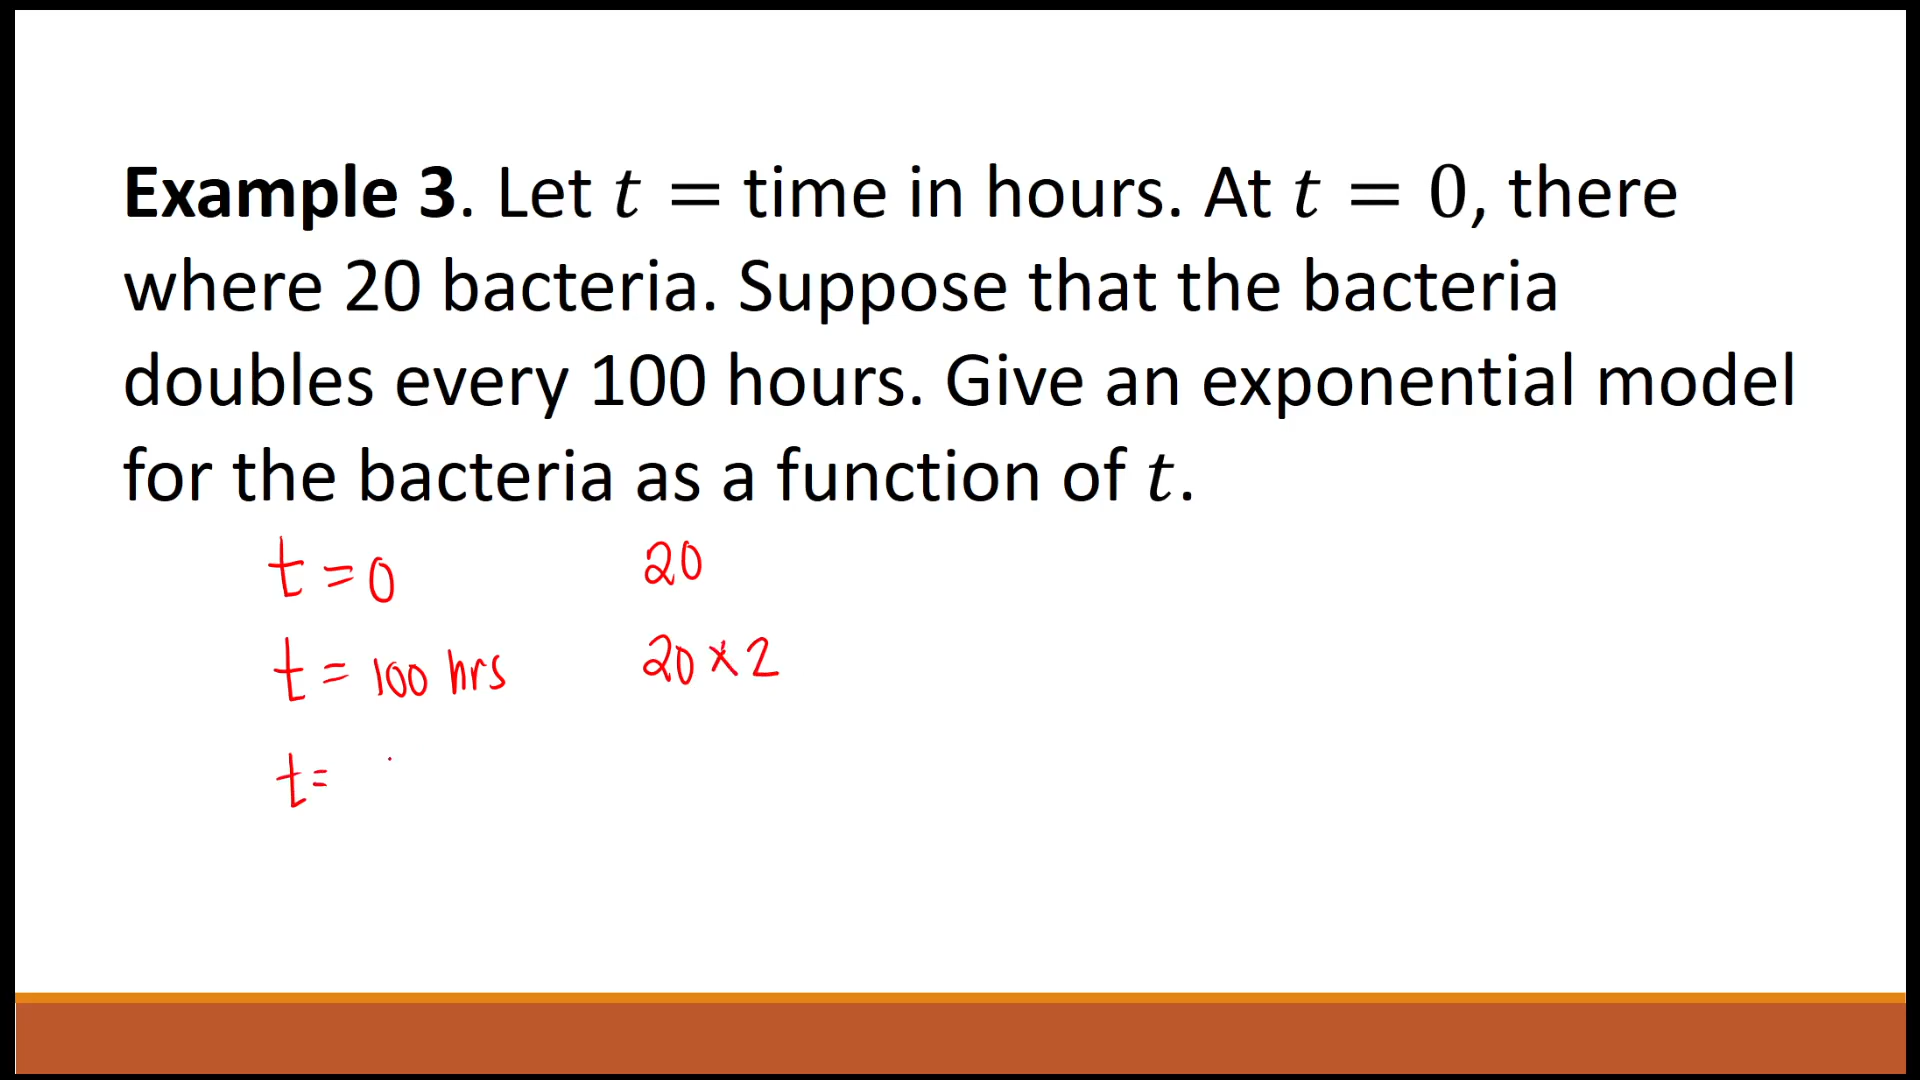 Example 3. Let t = time in hours. At t = 0, there
where 20 bacteria. Suppose that the bacteria
doubles every 100 hours. Give an exponential model
for the bacteria as a function of t.
t = 0 20
t = 100 hrs 20 × 2
t =